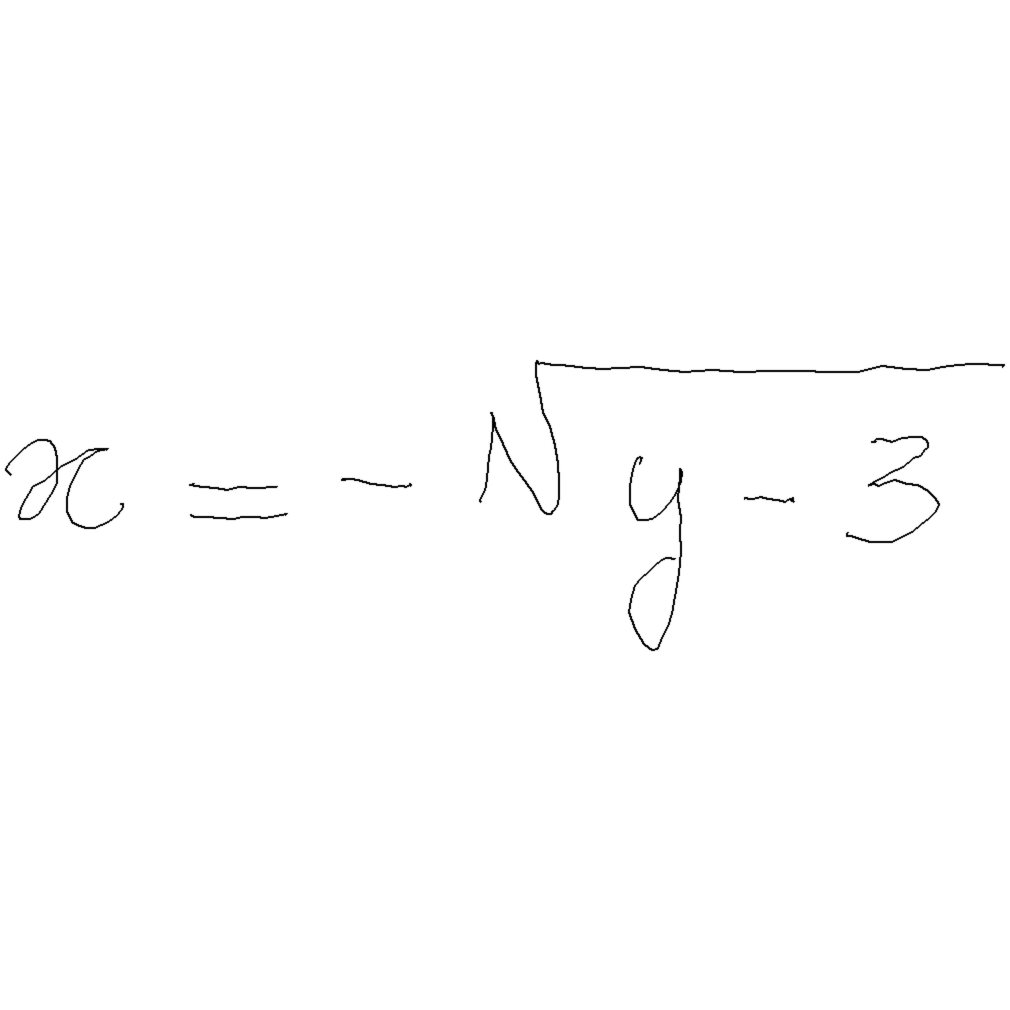 x = -√(y - 3)